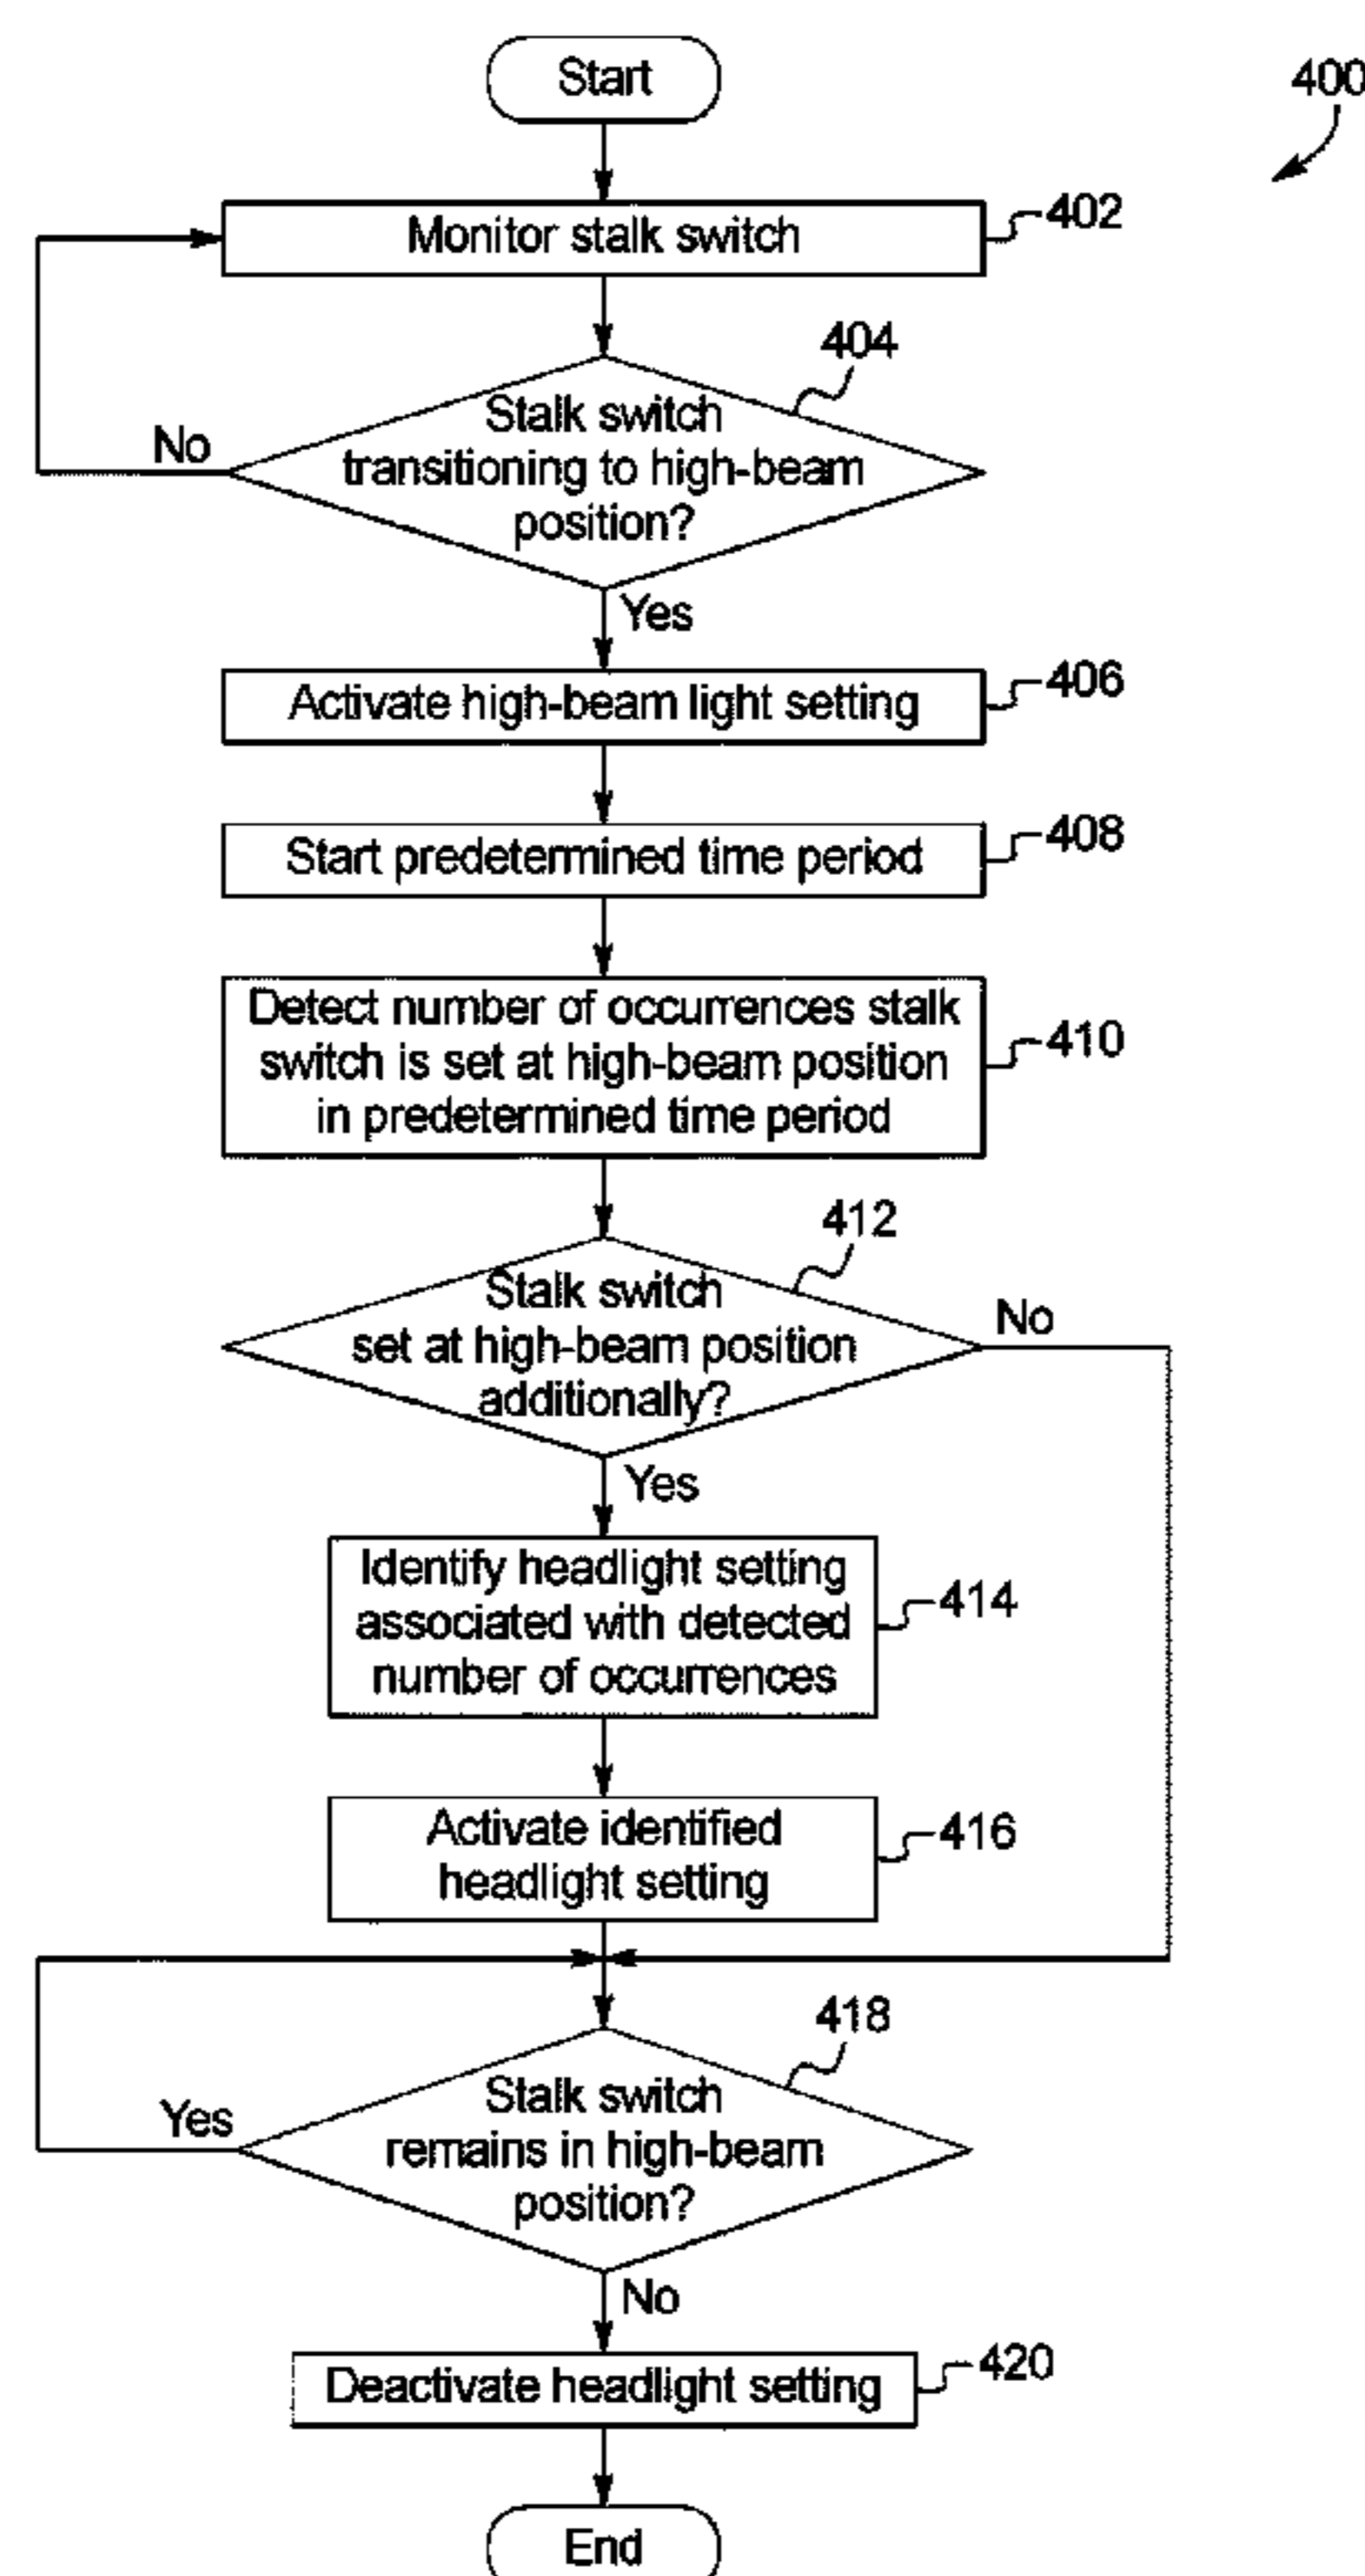 Start
400
Monitor stalk switch
402
404
Stalk switch
transitioning to high-beam
position?
No
Yes
Activate high-beam light setting
406
Start predetermined time period
408
Detect number of occurrences stalk
switch is set at high-beam position
in predetermined time period
410
412
Stalk switch
set at high-beam position
additionally?
No
Yes
Identify headlight setting
associated with detected
number of occurrences
414
Activate identified
headlight setting
416
418
Stalk switch
remains in high-beam
position?
Yes
No
Deactivate headlight setting
420
End